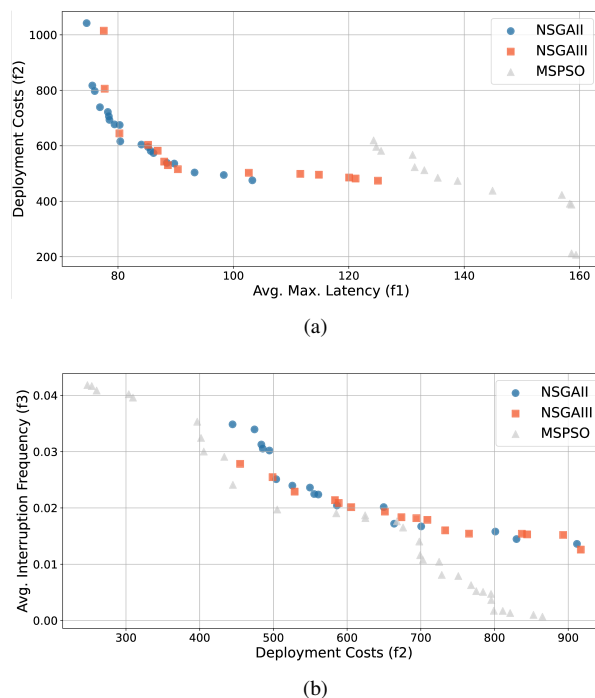 1000
800
600
400
200
Deployment Costs (f2)
NSGAII
NSGAIII
MSPSO
80
100
120
140
160
Avg. Max. Latency (f1)
(a)
0.04
0.03
0.02
0.01
0.00
Avg. Interruption Frequency (f3)
NSGAII
NSGAIII
MSPSO
300
400
500
600
700
800
900
Deployment Costs (f2)
(b)